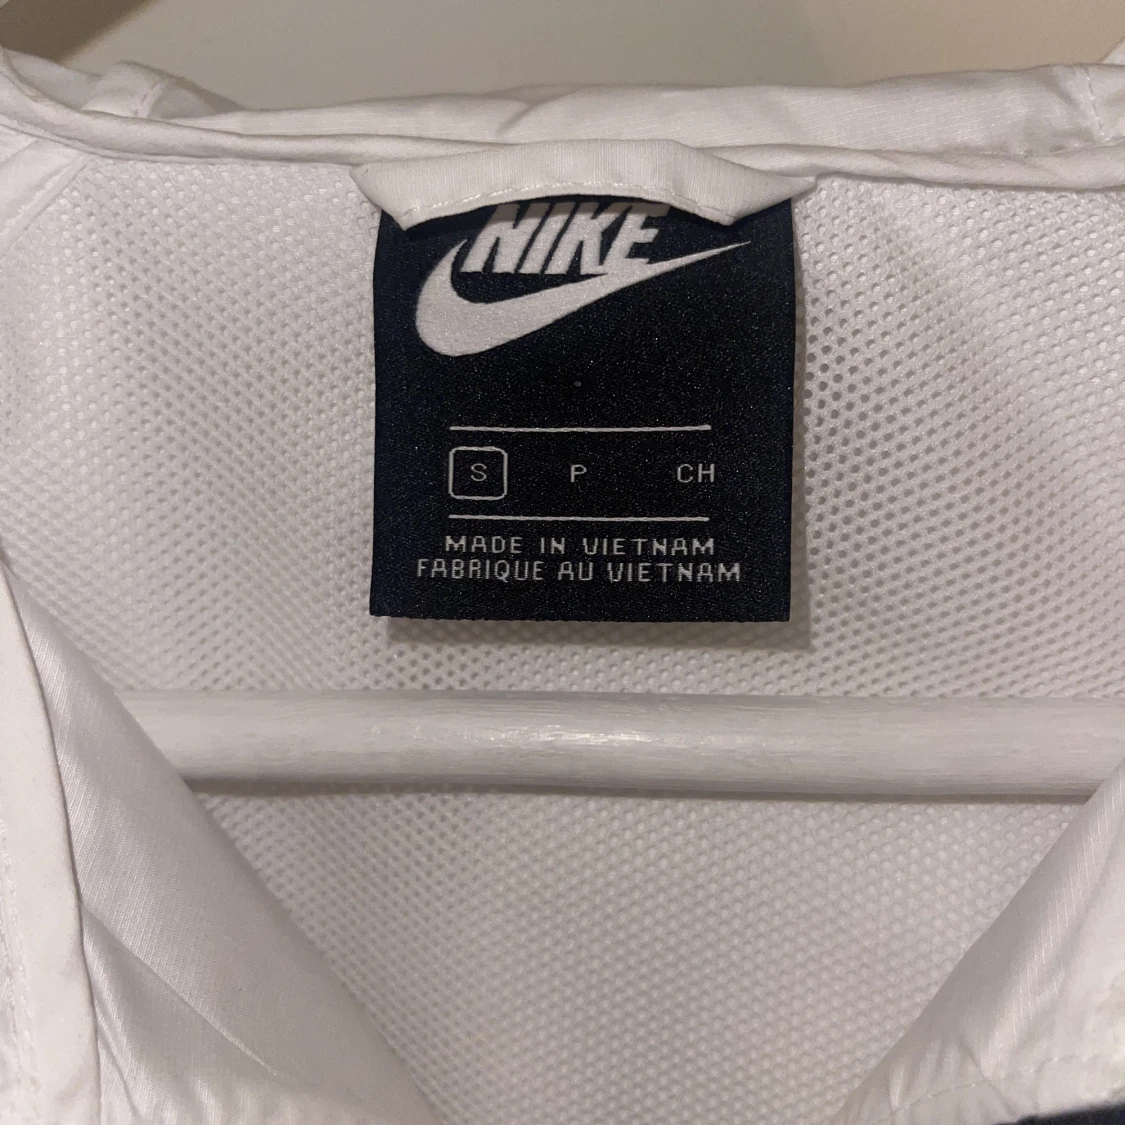 NIKE
S P CH
MADE IN VIETNAM
FABRIQUE AU VIETNAM